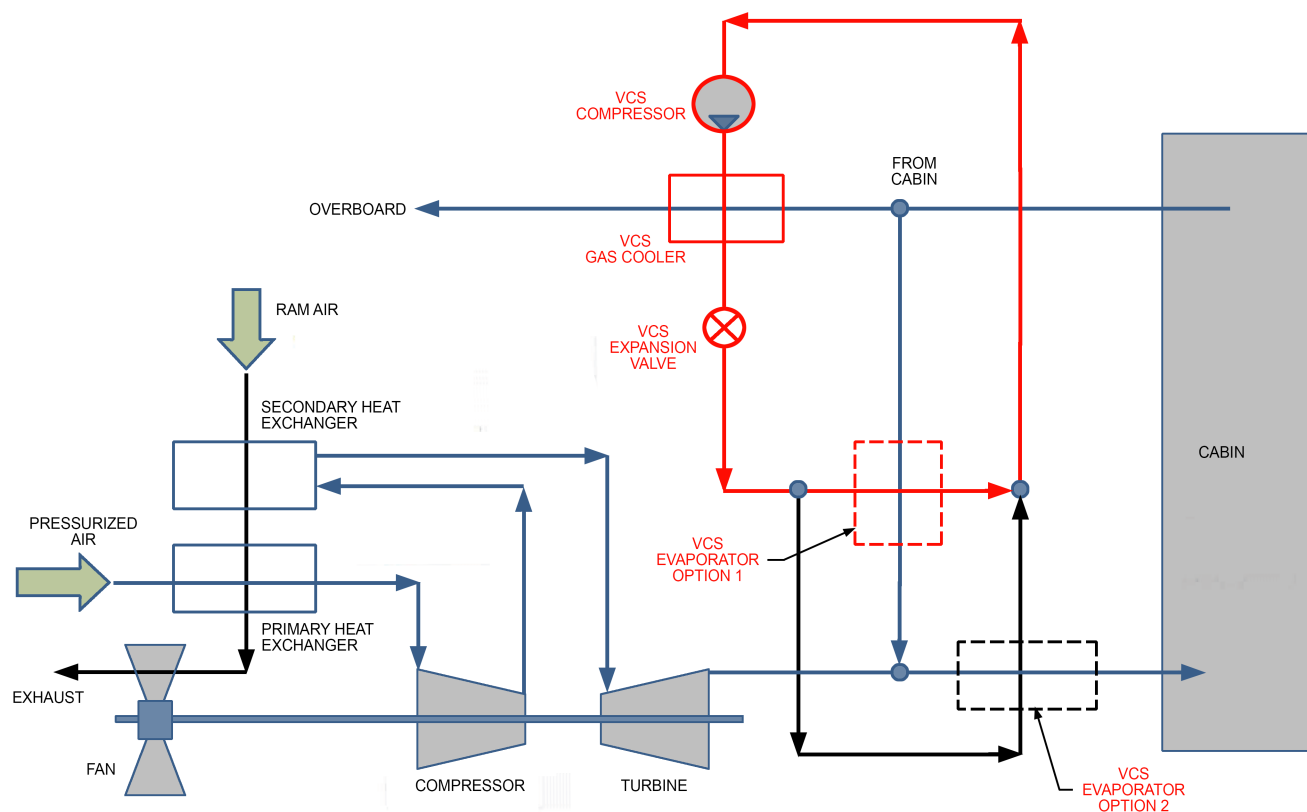 VCS
COMPRESSOR
FROM
CABIN
OVERBOARD
VCS
GAS COOLER
RAM AIR
VCS
EXPANSION
VALVE
SECONDARY HEAT
EXCHANGER
CABIN
PRESSURIZED
AIR
VCS
EVAPORATOR
OPTION 1
PRIMARY HEAT
EXCHANGER
EXHAUST
FAN
COMPRESSOR
TURBINE
VCS
EVAPORATOR
OPTION 2